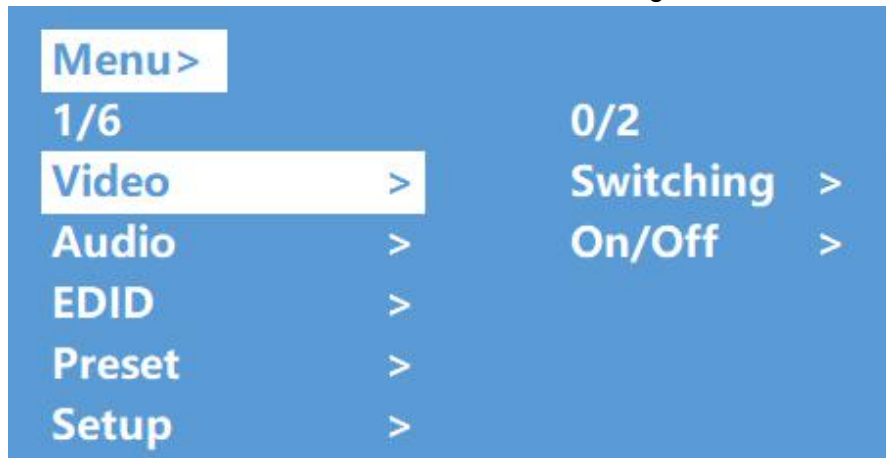 Menu>
1/6 0/2
Video > Switching >
Audio > On/Off >
EDID >
Preset >
Setup >